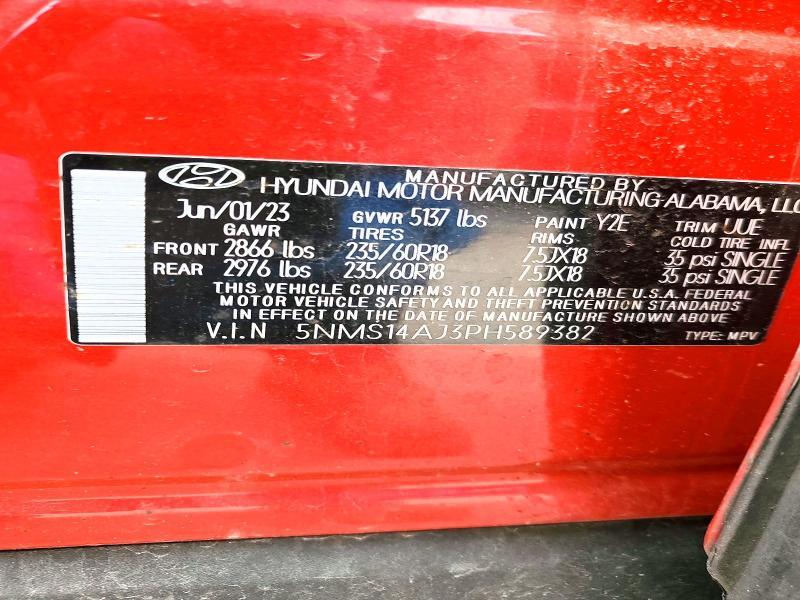 MANUFACTURED BY
HYUNDAI MOTOR MANUFACTURING ALABAMA, LLC
Jun/01/23 GVWR 5137 lbs PAINT Y2E TRIM UUE
GAWR TIRES RIMS COLD TIRE INFL
FRONT 2866 lbs 235/60R18 7.5JX18 35 psi SINGLE
REAR 2976 lbs 235/60R18 7.5JX18 35 psi SINGLE
THIS VEHICLE CONFORMS TO ALL APPLICABLE U.S.A. FEDERAL
MOTOR VEHICLE SAFETY AND THEFT PREVENTION STANDARDS
IN EFFECT ON THE DATE OF MANUFACTURE SHOWN ABOVE
V.I.N 5NMS14AJ3PH589382 TYPE: MPV